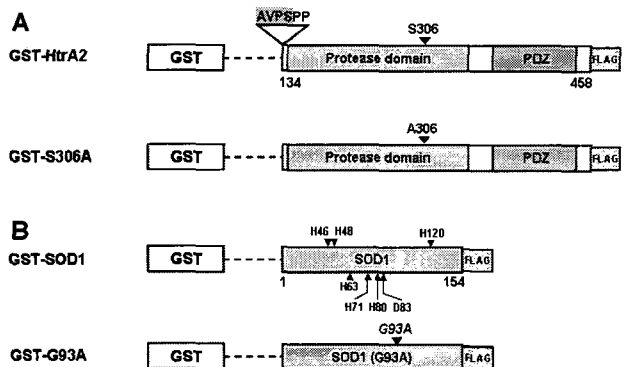 A
AVPSPP
S306
GST-HtrA2
GST
Protease domain
PDZ
FLAG
134
458
A306
GST-S306A
GST
Protease domain
PDZ
FLAG
B
H46 H48
H120
GST-SOD1
GST
SOD1
FLAG
1
154
H63
H71 H80 D83
G93A
GST-G93A
GST
SOD1 (G93A)
FLAG